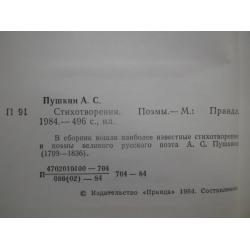 Пушкин А. С.
П 91 Стихотворения. Поэмы.— М.: Правда,
1984.— 496 с., ил.
В сборник вошли наиболее известные стихотворения
и поэмы великого русского поэта А. С. Пушкина
(1799—1836).
П 4702010100—704 / 080(02)—84 704—84
© Издательство «Правда» 1984. Составление.